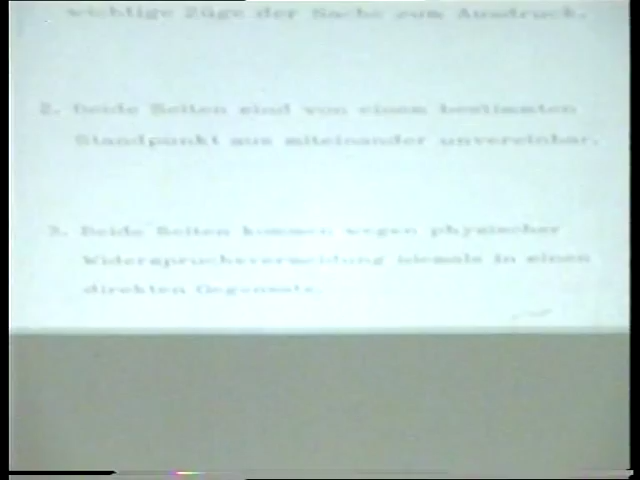 wichtige Züge der Sache zum Ausdruck.
2. Beide Seiten sind von einem bestimmten
Standpunkt aus miteinander unvereinbar.
3. Beide Seiten kommen wegen physischer
Widerspruchsvermeidung niemals in einen
direkten Gegensatz.